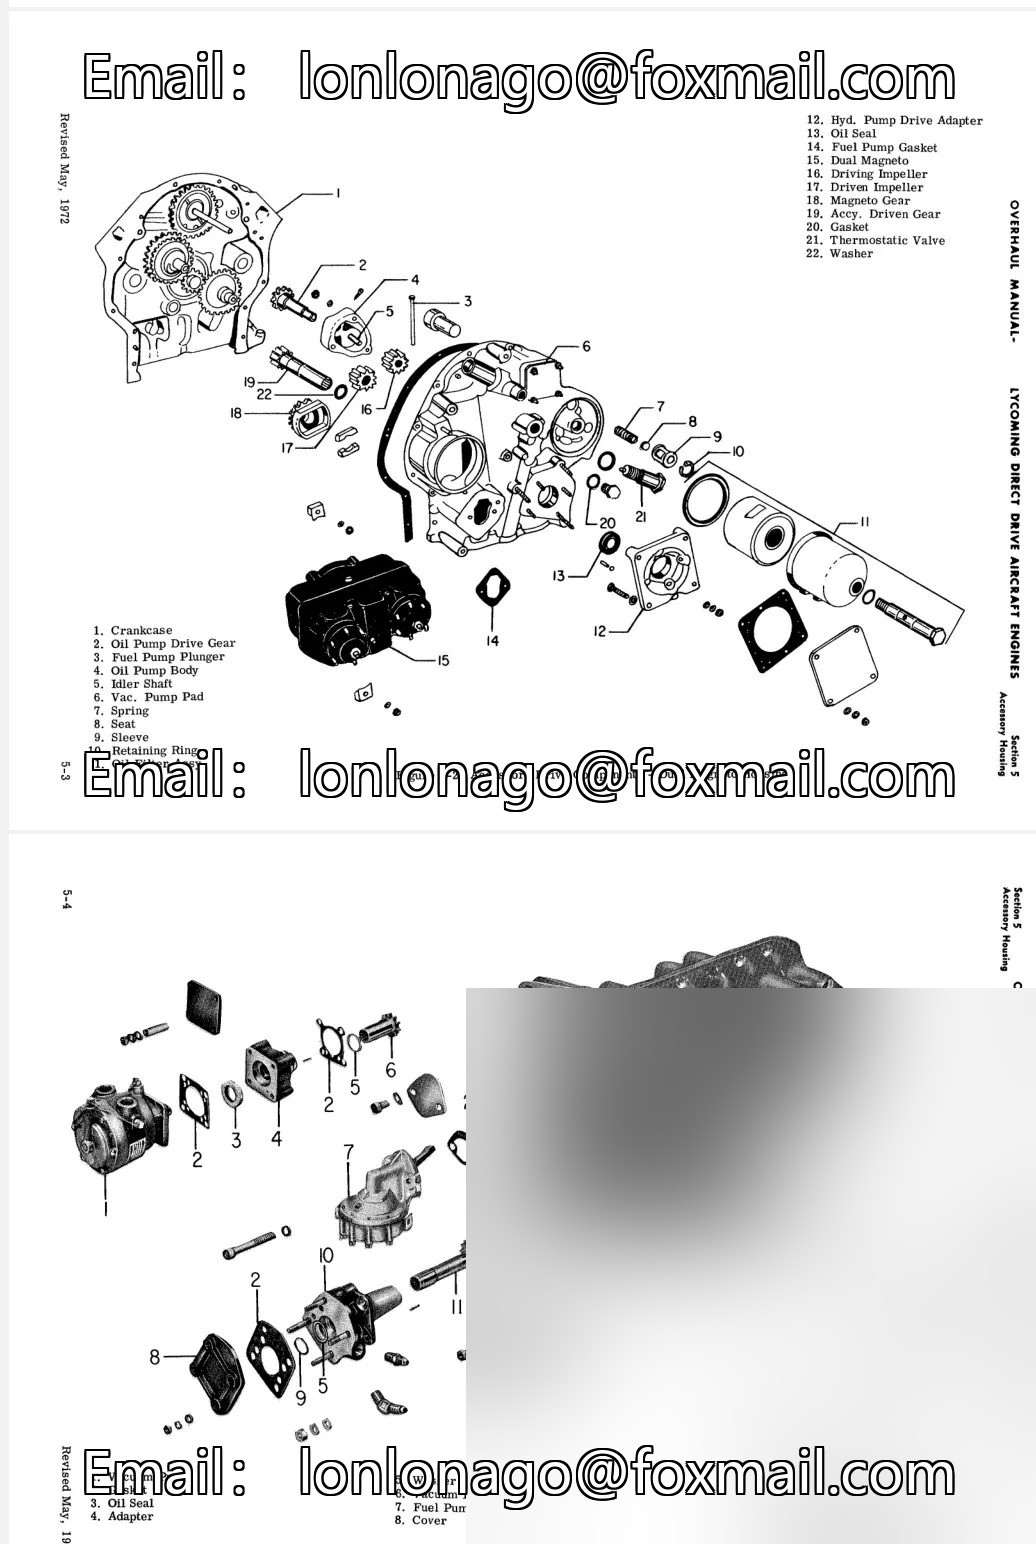 Email： lonlonago@foxmail.com
Revised May, 1972
12. Hyd. Pump Drive Adapter
13. Oil Seal
14. Fuel Pump Gasket
15. Dual Magneto
16. Driving Impeller
17. Driven Impeller
18. Magneto Gear
19. Accy. Driven Gear
20. Gasket
21. Thermostatic Valve
22. Washer
OVERHAUL MANUAL-
LYCOMING DIRECT DRIVE AIRCRAFT ENGINES
Section 5
Accessory Housing
1
2
4
3
5
6
19
22
16
18
17
7
8
9
10
20
21
11
13
12
14
15
1. Crankcase
2. Oil Pump Drive Gear
3. Fuel Pump Plunger
4. Oil Pump Body
5. Idler Shaft
6. Vac. Pump Pad
7. Spring
8. Seat
9. Sleeve
10. Retaining Ring
Oil Filter Assy
5-3
Email： lonlonago@foxmail.com
5-4
Section 5
Accessory Housing
6
5
2
4
3
2
1
7
10
2
11
8
9
5
Email： lonlonago@foxmail.com
Revised May, 19
Gasket
3. Oil Seal
4. Adapter
6. Vacuum
7. Fuel Pum
8. Cover